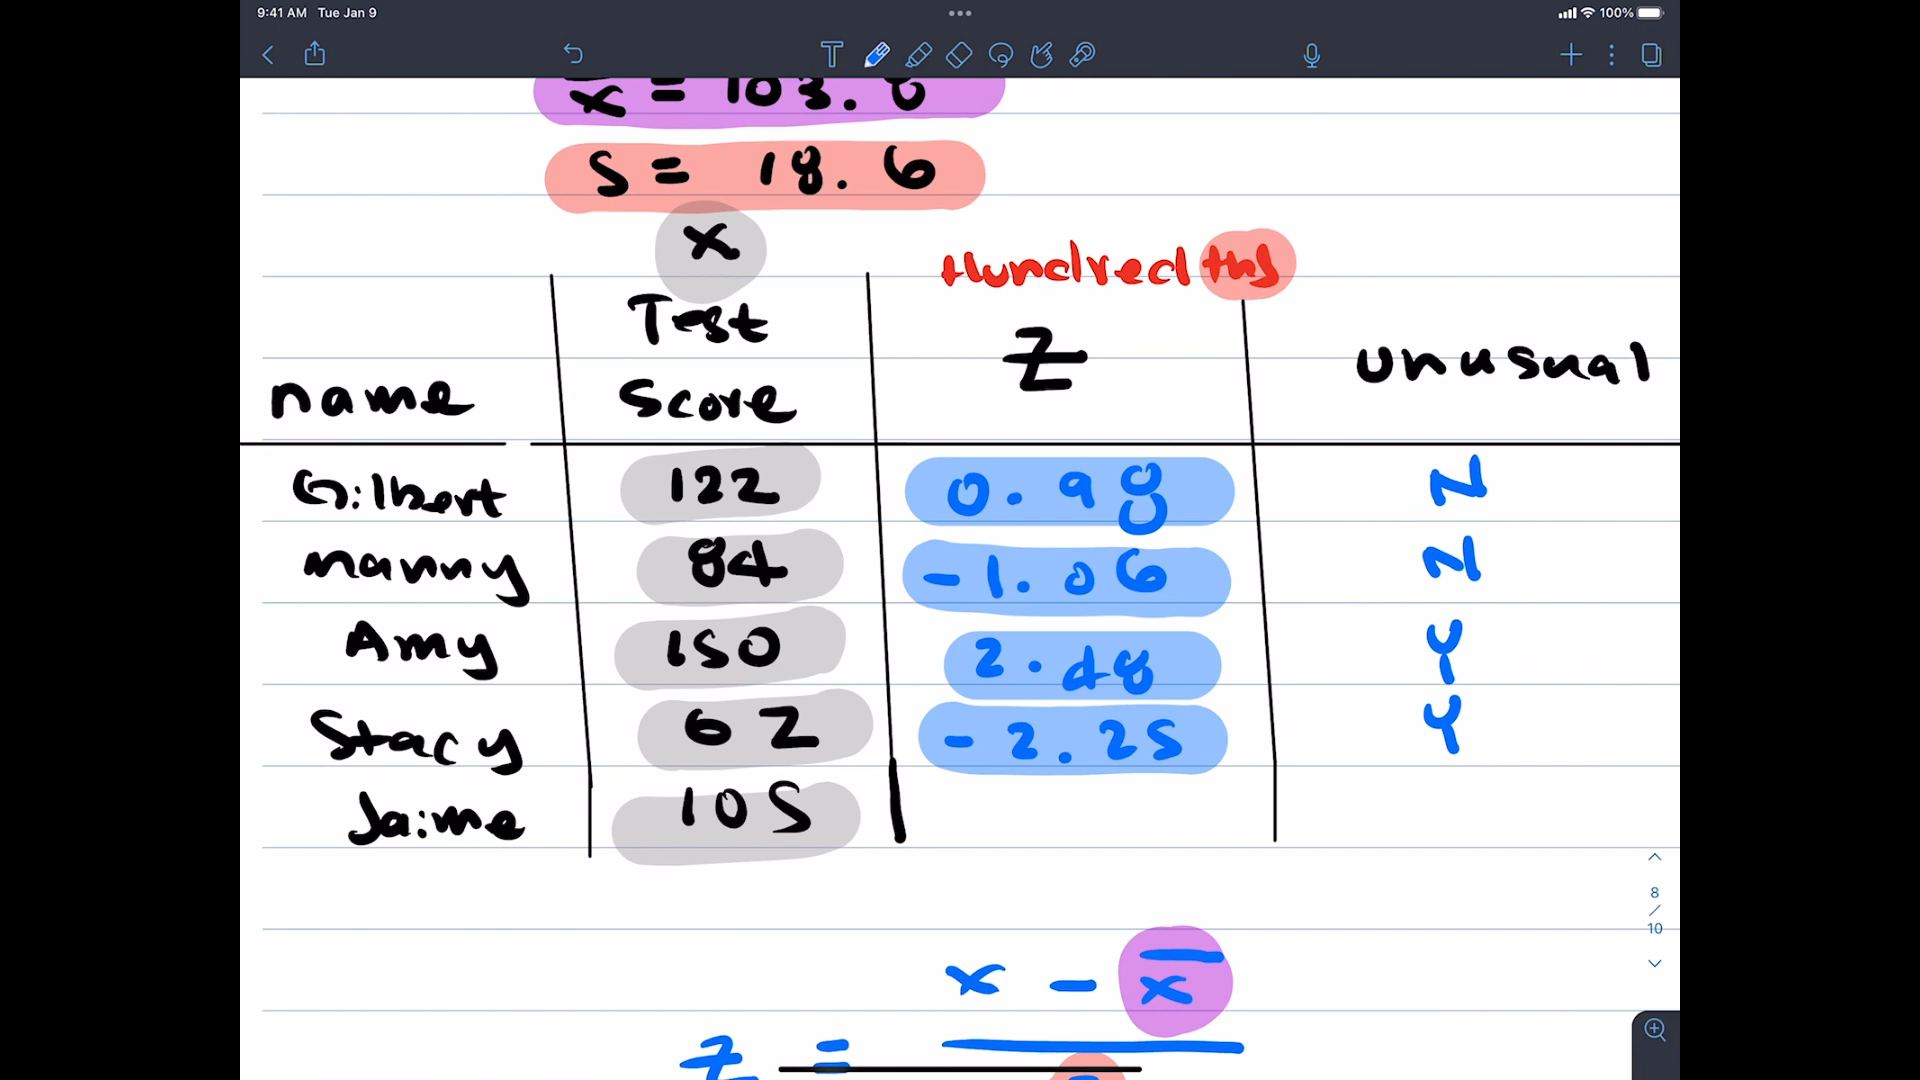 9:41 AM Tue Jan 9
100%
x̄ = 103.8
S = 18.6
x
Hundredths
Test
Score
name
Z
unusual
Gilbert 122 0.98 N
Manny 84 -1.06 N
Amy 150 2.48 Y
Stacy 62 -2.25 Y
Jaime 105
8
/
10
x - x̄
Z =